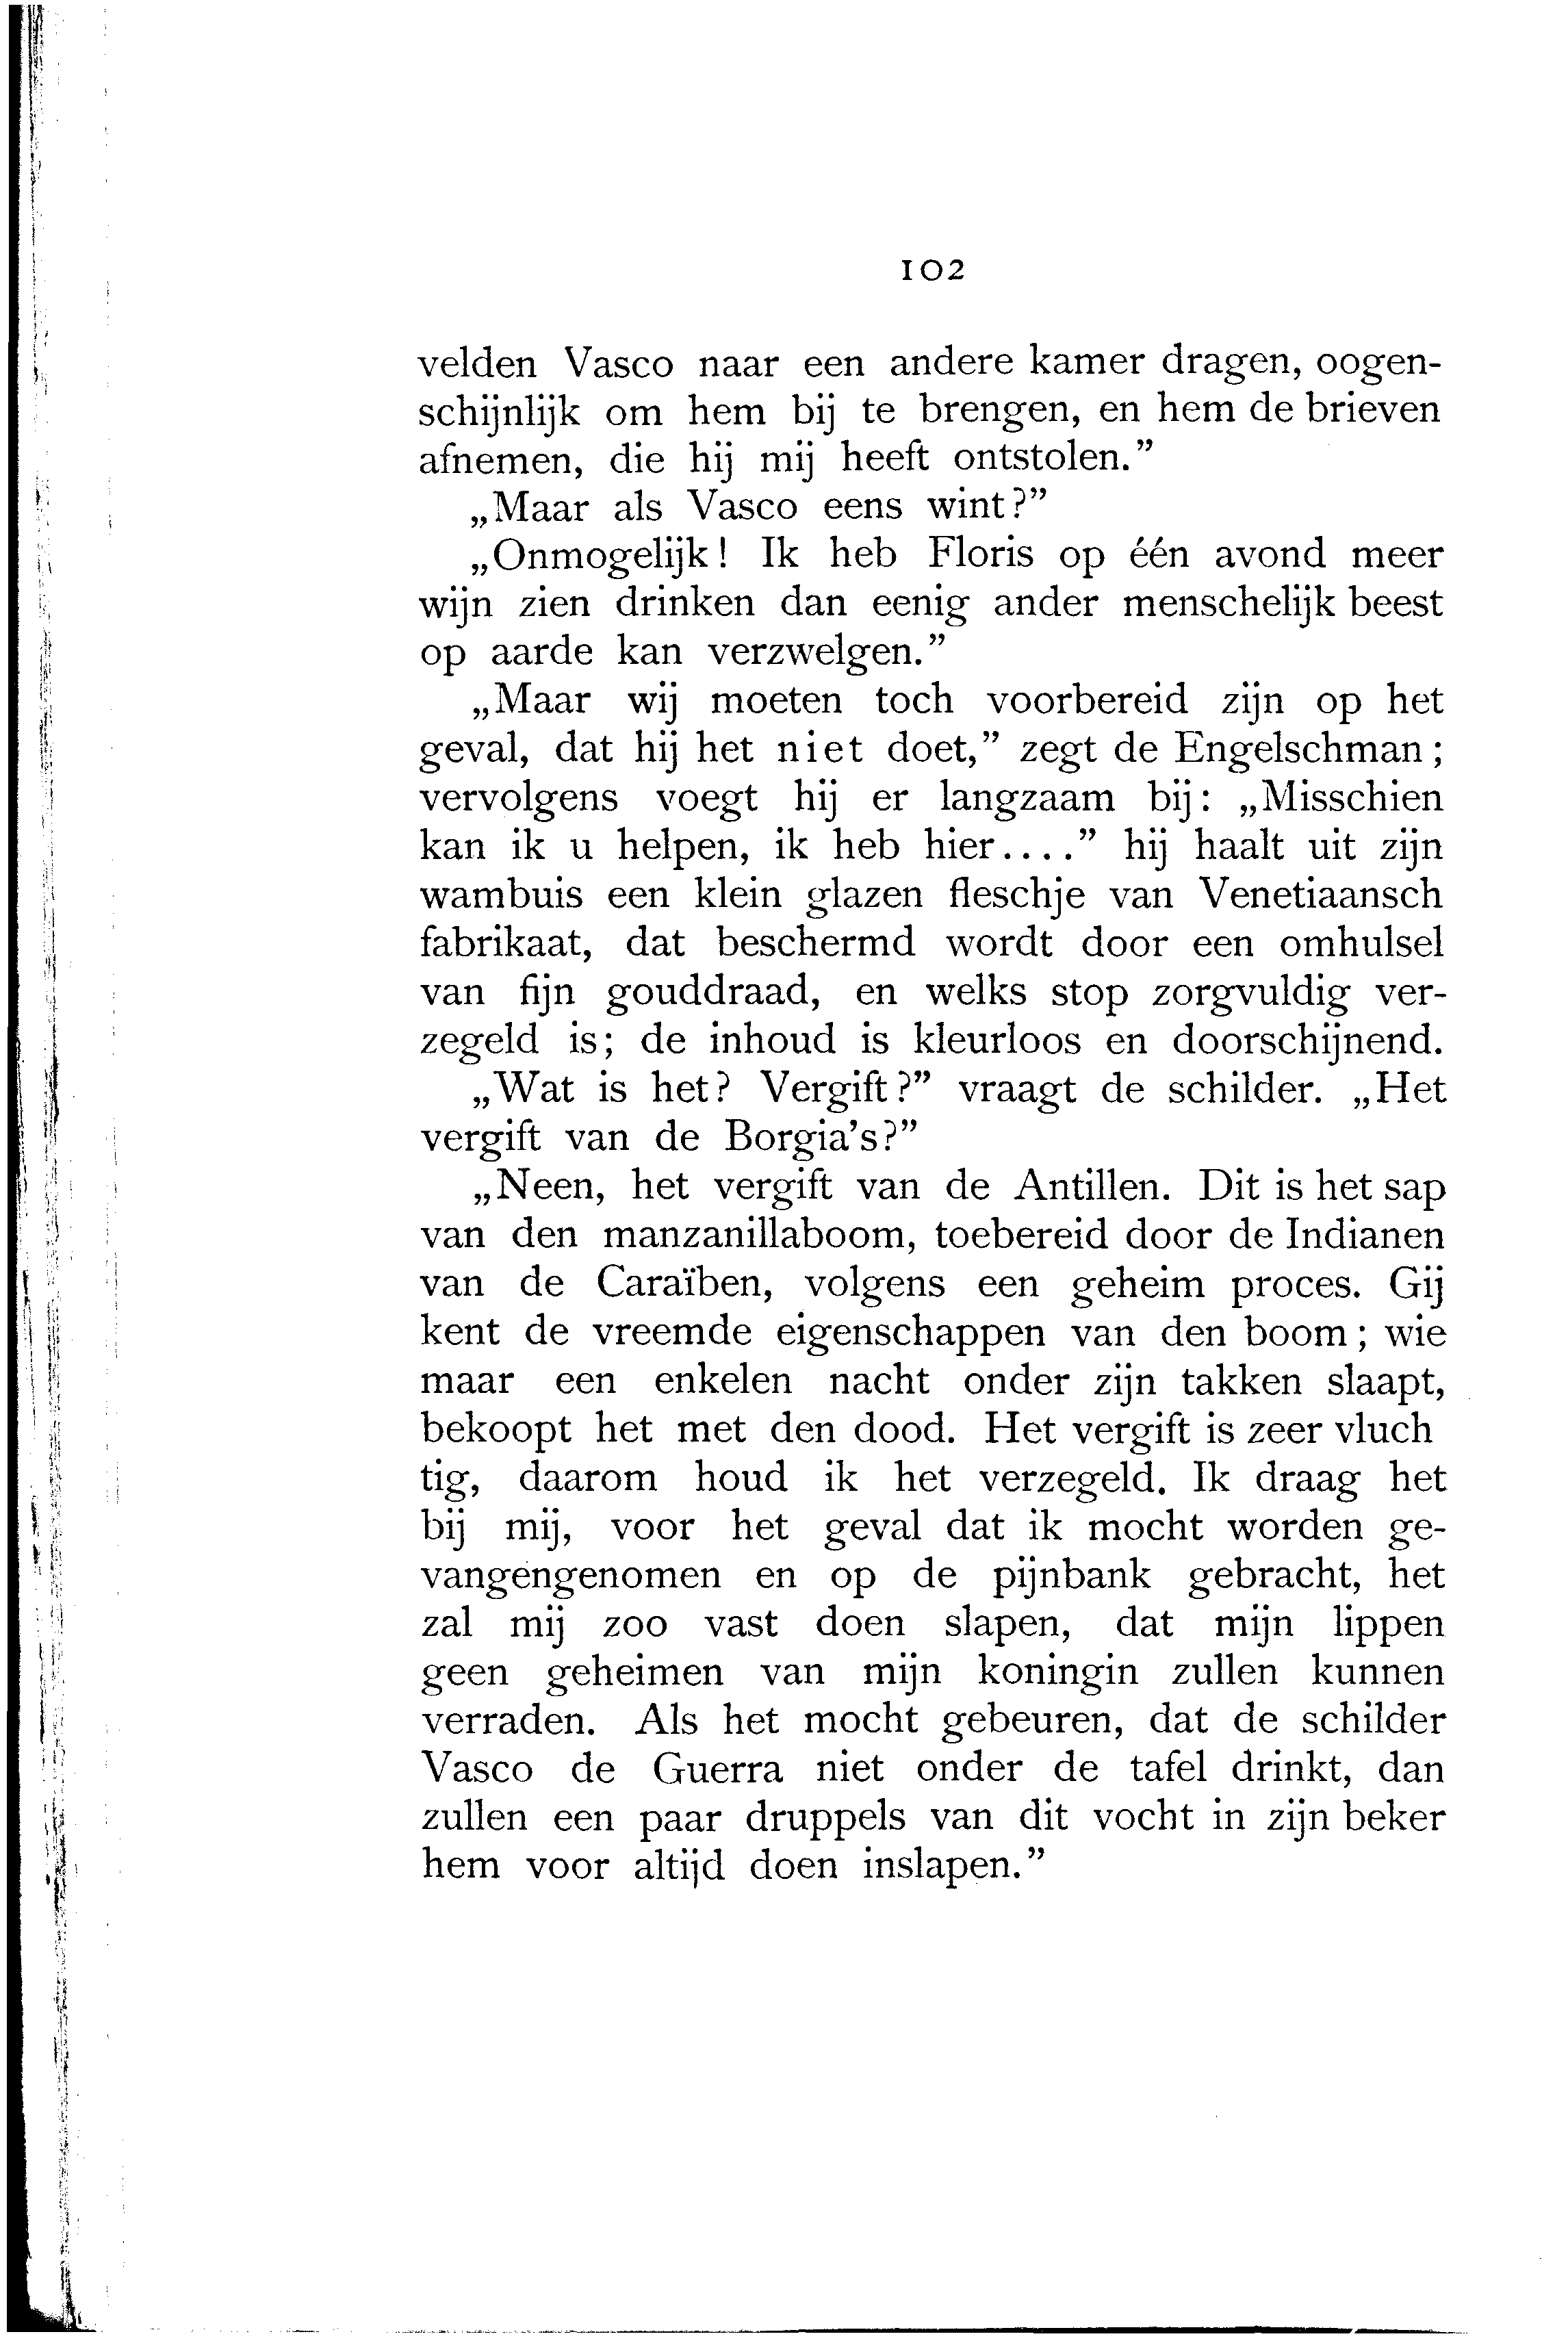 102
velden Vasco naar een andere kamer dragen, oogen-
schijnlijk om hem bij te brengen, en hem de brieven
afnemen, die hij mij heeft ontstolen.”
„Maar als Vasco eens wint?”
„Onmogelijk! Ik heb Floris op één avond meer
wijn zien drinken dan eenig ander menschelijk beest
op aarde kan verzwelgen.”
„Maar wij moeten toch voorbereid zijn op het
geval, dat hij het niet doet,” zegt de Engelschman;
vervolgens voegt hij er langzaam bij: „Misschien
kan ik u helpen, ik heb hier....” hij haalt uit zijn
wambuis een klein glazen fleschje van Venetiaansch
fabrikaat, dat beschermd wordt door een omhulsel
van fijn gouddraad, en welks stop zorgvuldig ver-
zegeld is; de inhoud is kleurloos en doorschijnend.
„Wat is het? Vergift?” vraagt de schilder. „Het
vergift van de Borgia's?”
„Neen, het vergift van de Antillen. Dit is het sap
van den manzanillaboom, toebereid door de Indianen
van de Caraïben, volgens een geheim proces. Gij
kent de vreemde eigenschappen van den boom; wie
maar een enkelen nacht onder zijn takken slaapt,
bekoopt het met den dood. Het vergift is zeer vluch
tig, daarom houd ik het verzegeld. Ik draag het
bij mij, voor het geval dat ik mocht worden ge-
vangengenomen en op de pijnbank gebracht, het
zal mij zoo vast doen slapen, dat mijn lippen
geen geheimen van mijn koningin zullen kunnen
verraden. Als het mocht gebeuren, dat de schilder
Vasco de Guerra niet onder de tafel drinkt, dan
zullen een paar druppels van dit vocht in zijn beker
hem voor altijd doen inslapen.”